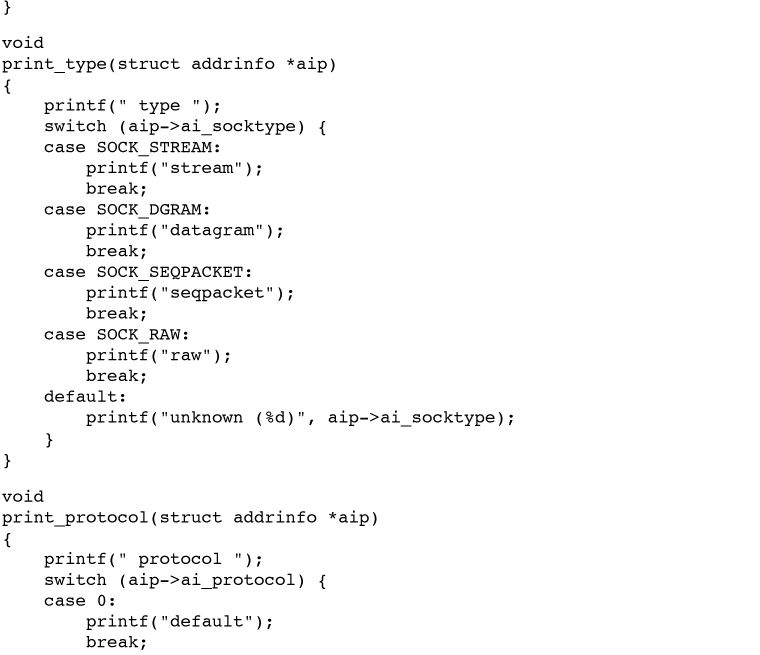 }
void
print_type(struct addrinfo *aip)
{
    printf(" type ");
    switch (aip->ai_socktype) {
    case SOCK_STREAM:
        printf("stream");
        break;
    case SOCK_DGRAM:
        printf("datagram");
        break;
    case SOCK_SEQPACKET:
        printf("seqpacket");
        break;
    case SOCK_RAW:
        printf("raw");
        break;
    default:
        printf("unknown (%d)", aip->ai_socktype);
    }
}
void
print_protocol(struct addrinfo *aip)
{
    printf(" protocol ");
    switch (aip->ai_protocol) {
    case 0:
        printf("default");
        break;